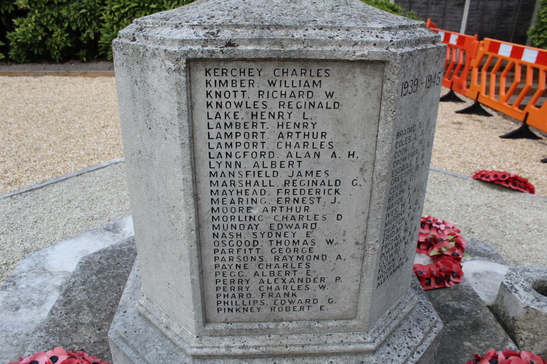 KERCHEY CHARLES
KIMBER, WILLIAM
KNOTT, RICHARD W.
KNOWLES, REGINALD
LAKE, HENRY L.
LAMBERT, HENRY
LAMPORT, ARTHUR
LAMPORT, CHARLES
LANGFORD, ALAN A. H.
LYNN, ALBERT
MANSFIELD, JAMES
MARSHALL, REGINALD G.
MAYHEAD, FREDERICK
MEARING, ERNEST J.
MOORE ARTHUR
MORLING CHARLES D
MUNDAY, EDWARD
NASH, SYDNEY E.
OSGOOD, THOMAS W.
PARFITT, GEORGE
PARSONS, RAYMOND A.
PAYNE CHARLES
PEGG, ALBERT E.
PERRY, ALEXANDER P.
PERRY, CHARLES W.
PHARO, FRANK
PHILLIPS, EDWARD G.
PINKNEY ROBERT E.
1939-1945